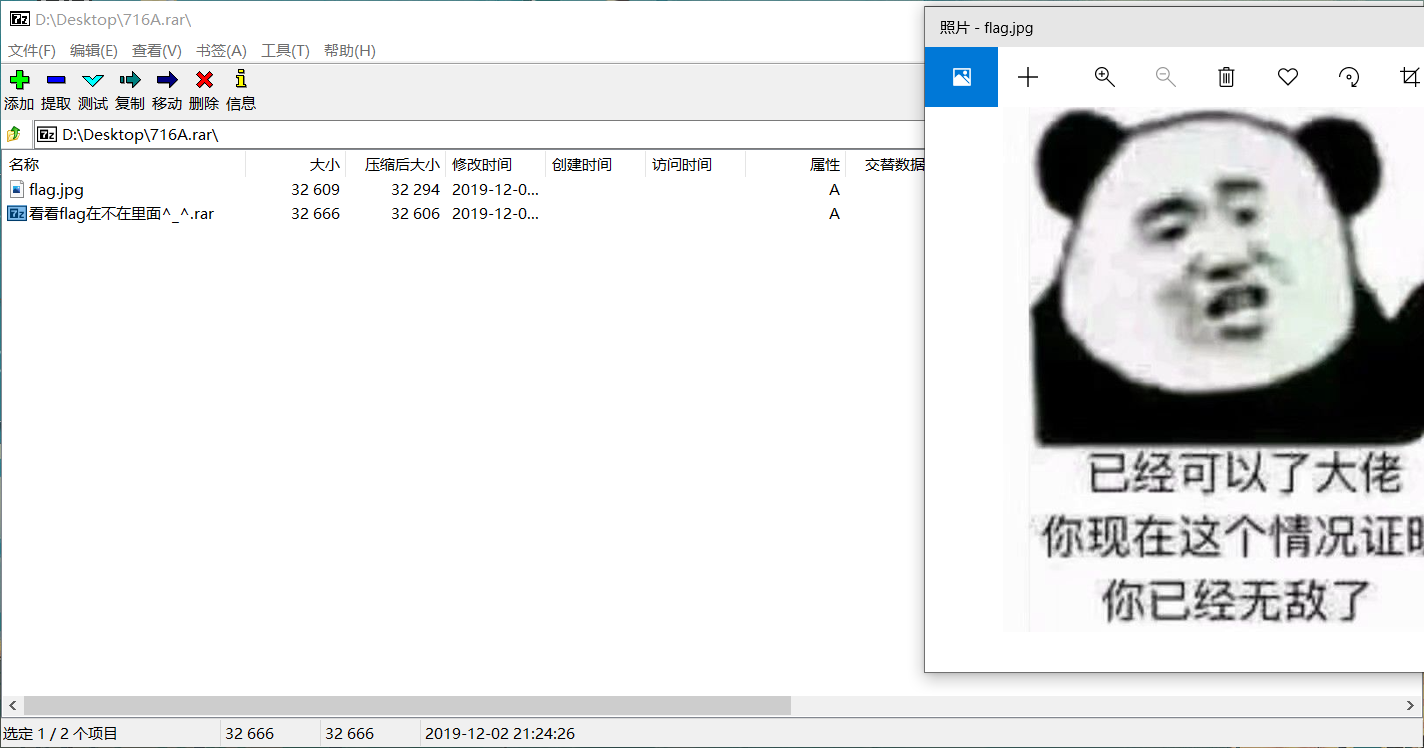 D:\Desktop\716A.rar\
文件(F) 编辑(E) 查看(V) 书签(A) 工具(T) 帮助(H)
添加 提取 测试 复制 移动 删除 信息
D:\Desktop\716A.rar\
名称 大小 压缩后大小 修改时间 创建时间 访问时间 属性 交替数据
flag.jpg 32 609 32 294 2019-12-0... A
看看flag在不在里面^_^.rar 32 666 32 606 2019-12-0... A
选定 1 / 2 个项目 32 666 32 666 2019-12-02 21:24:26
照片 - flag.jpg
已经可以了大佬
你现在这个情况证明
你已经无敌了